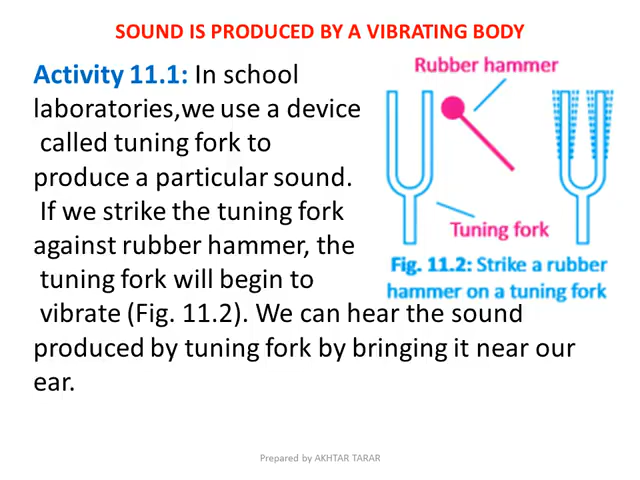 SOUND IS PRODUCED BY A VIBRATING BODY
Activity 11.1: In school
laboratories,we use a device
called tuning fork to
produce a particular sound.
If we strike the tuning fork
against rubber hammer, the
tuning fork will begin to
vibrate (Fig. 11.2). We can hear the sound
produced by tuning fork by bringing it near our
ear.
Rubber hammer
Tuning fork
Fig. 11.2: Strike a rubber
hammer on a tuning fork
Prepared by AKHTAR TARAR